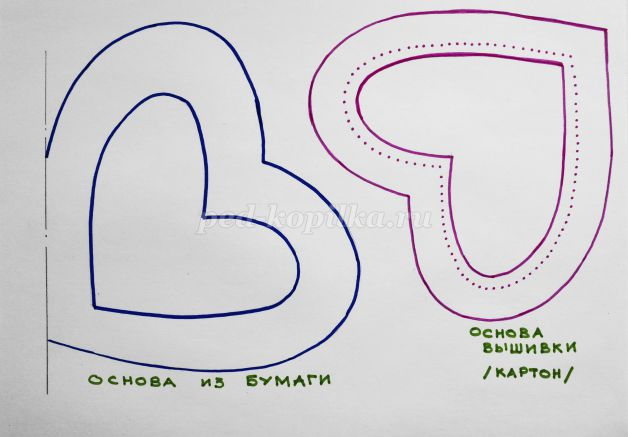 ped-kopilka.ru
ОСНОВА ИЗ БУМАГИ
ОСНОВА
ВЫШИВКИ
/КАРТОН/